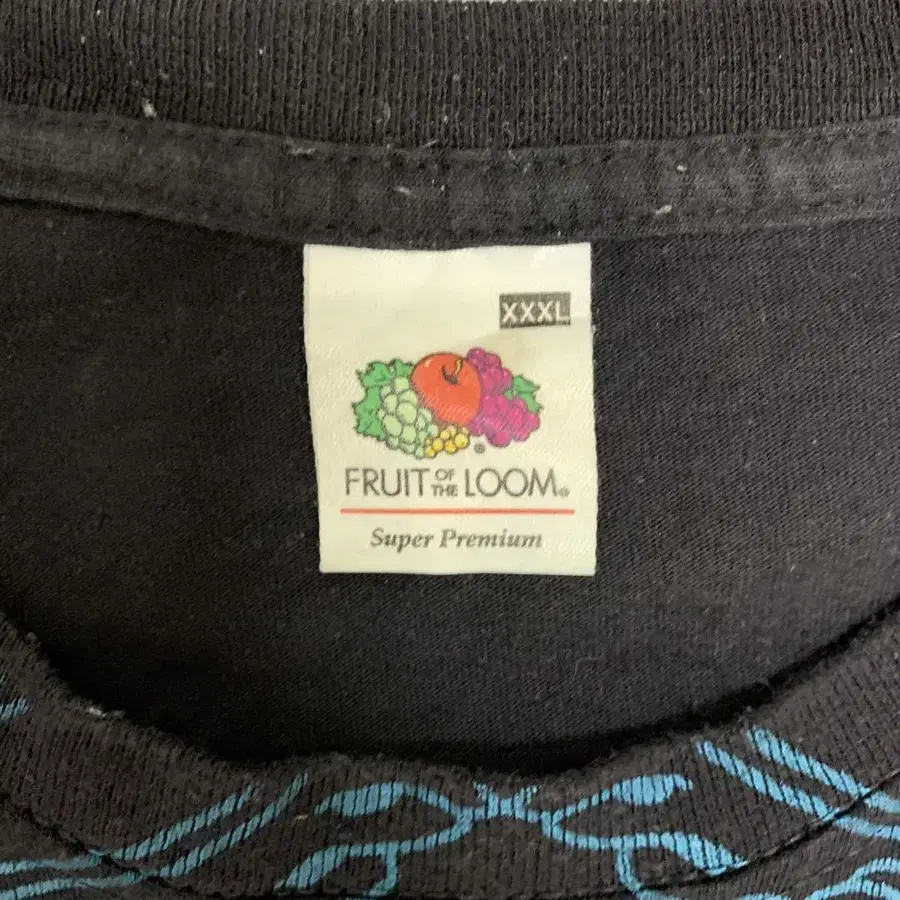 XXXL
FRUIT OF THE LOOM®
Super Premium